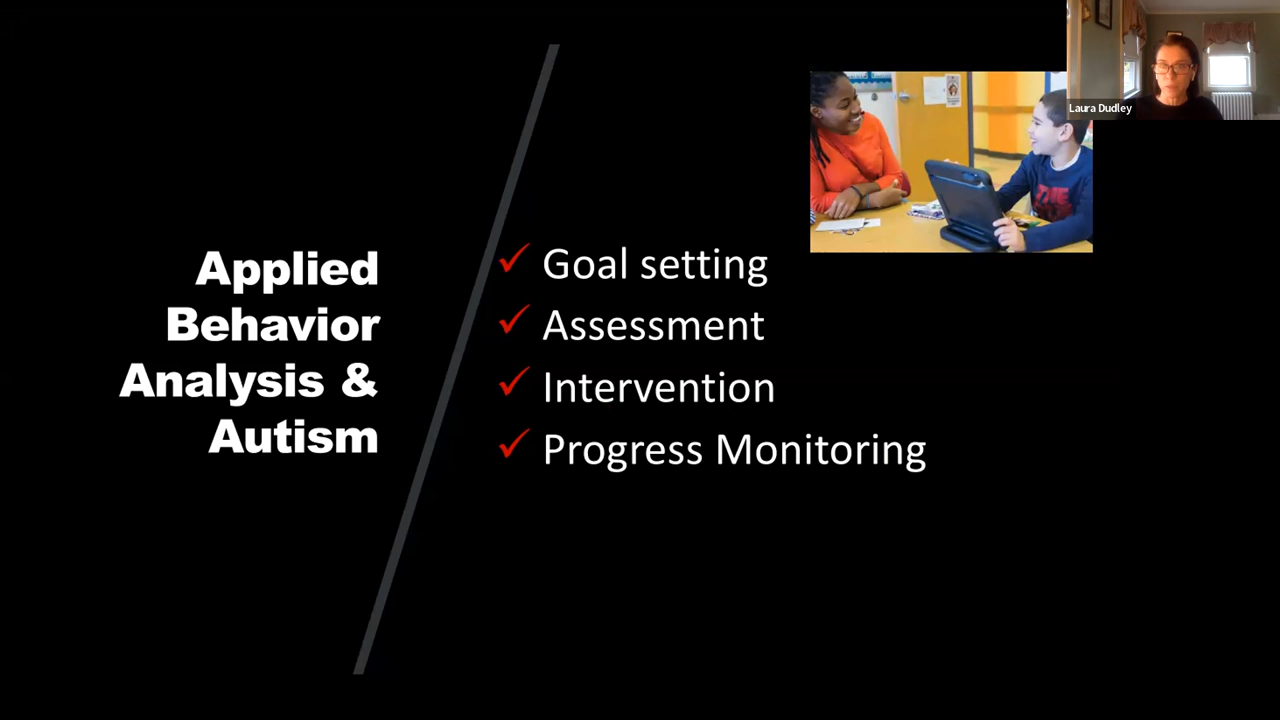 Laura Dudley
Applied
Behavior
Analysis &
Autism
Goal setting
Assessment
Intervention
Progress Monitoring